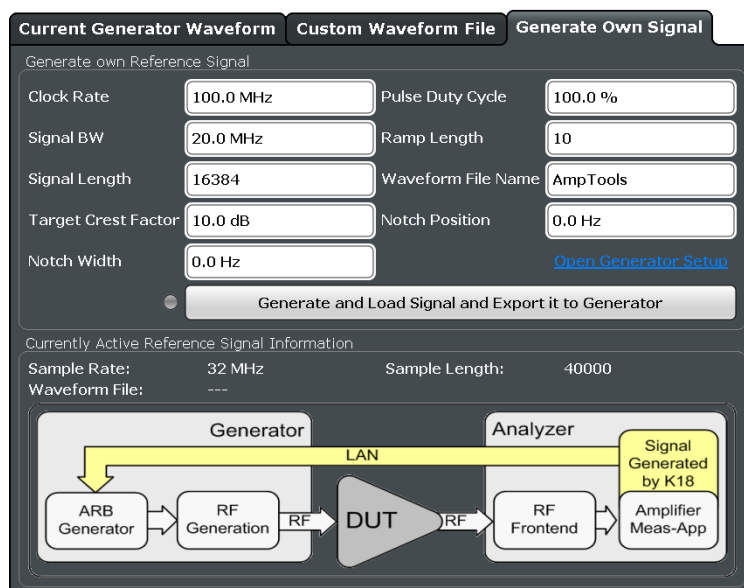 Current Generator Waveform Custom Waveform File Generate Own Signal
Generate own Reference Signal
Clock Rate 100.0 MHz Pulse Duty Cycle 100.0 %
Signal BW 20.0 MHz Ramp Length 10
Signal Length 16384 Waveform File Name AmpTools
Target Crest Factor 10.0 dB Notch Position 0.0 Hz
Notch Width 0.0 Hz Open Generator Setup
Generate and Load Signal and Export it to Generator
Currently Active Reference Signal Information
Sample Rate: 32 MHz Sample Length: 40000
Waveform File: ---
Generator Analyzer
LAN
Signal
Generated
by K18
ARB
Generator
RF
Generation
RF
DUT
RF
RF
Frontend
Amplifier
Meas-App